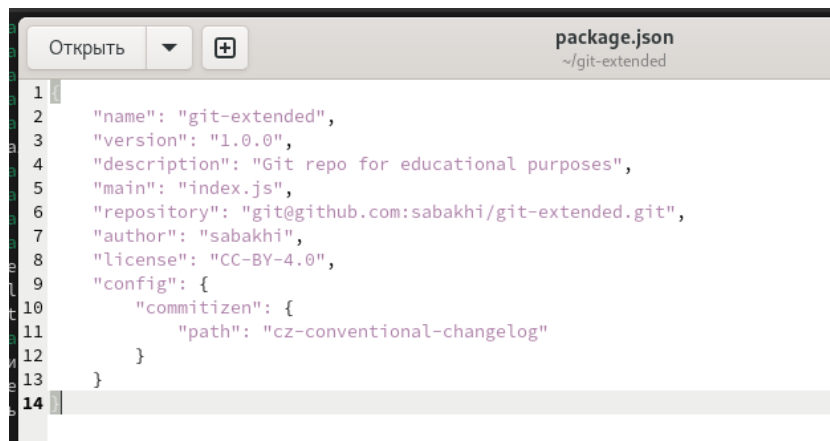 Открыть
package.json
~/git-extended
1 {
2     "name": "git-extended",
3     "version": "1.0.0",
4     "description": "Git repo for educational purposes",
5     "main": "index.js",
6     "repository": "git@github.com:sabakhi/git-extended.git",
7     "author": "sabakhi",
8     "license": "CC-BY-4.0",
9     "config": {
10         "commitizen": {
11             "path": "cz-conventional-changelog"
12         }
13     }
14 }